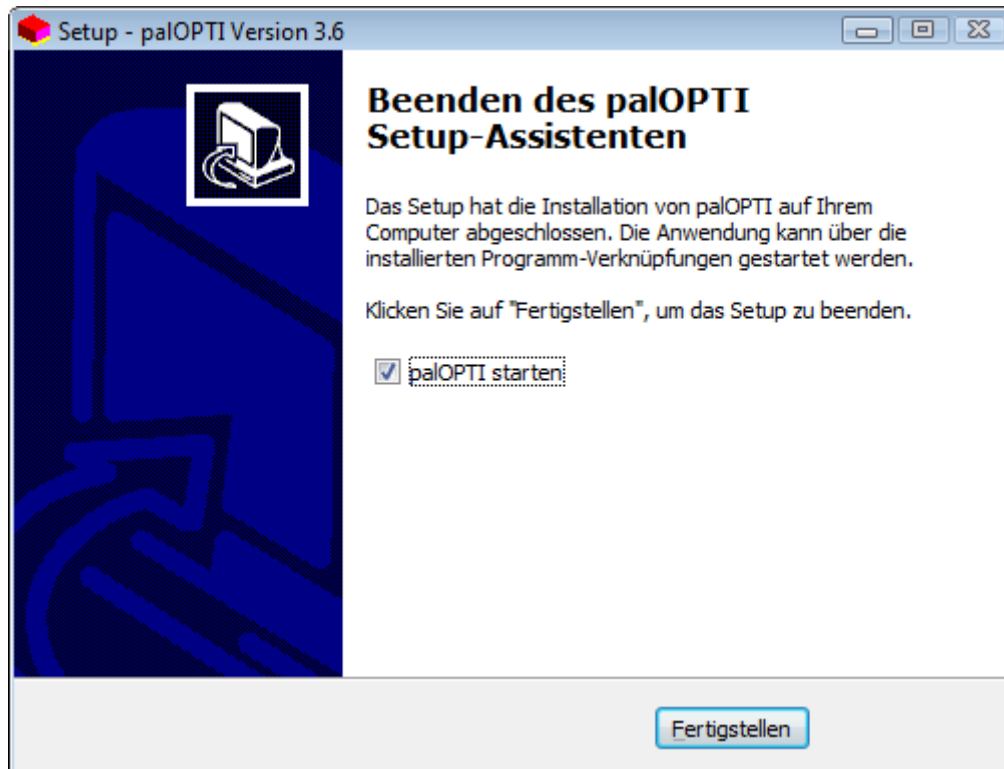 Setup - palOPTI Version 3.6
Beenden des palOPTI
Setup-Assistenten
Das Setup hat die Installation von palOPTI auf Ihrem
Computer abgeschlossen. Die Anwendung kann über die
installierten Programm-Verknüpfungen gestartet werden.
Klicken Sie auf "Fertigstellen", um das Setup zu beenden.
palOPTI starten
Fertigstellen